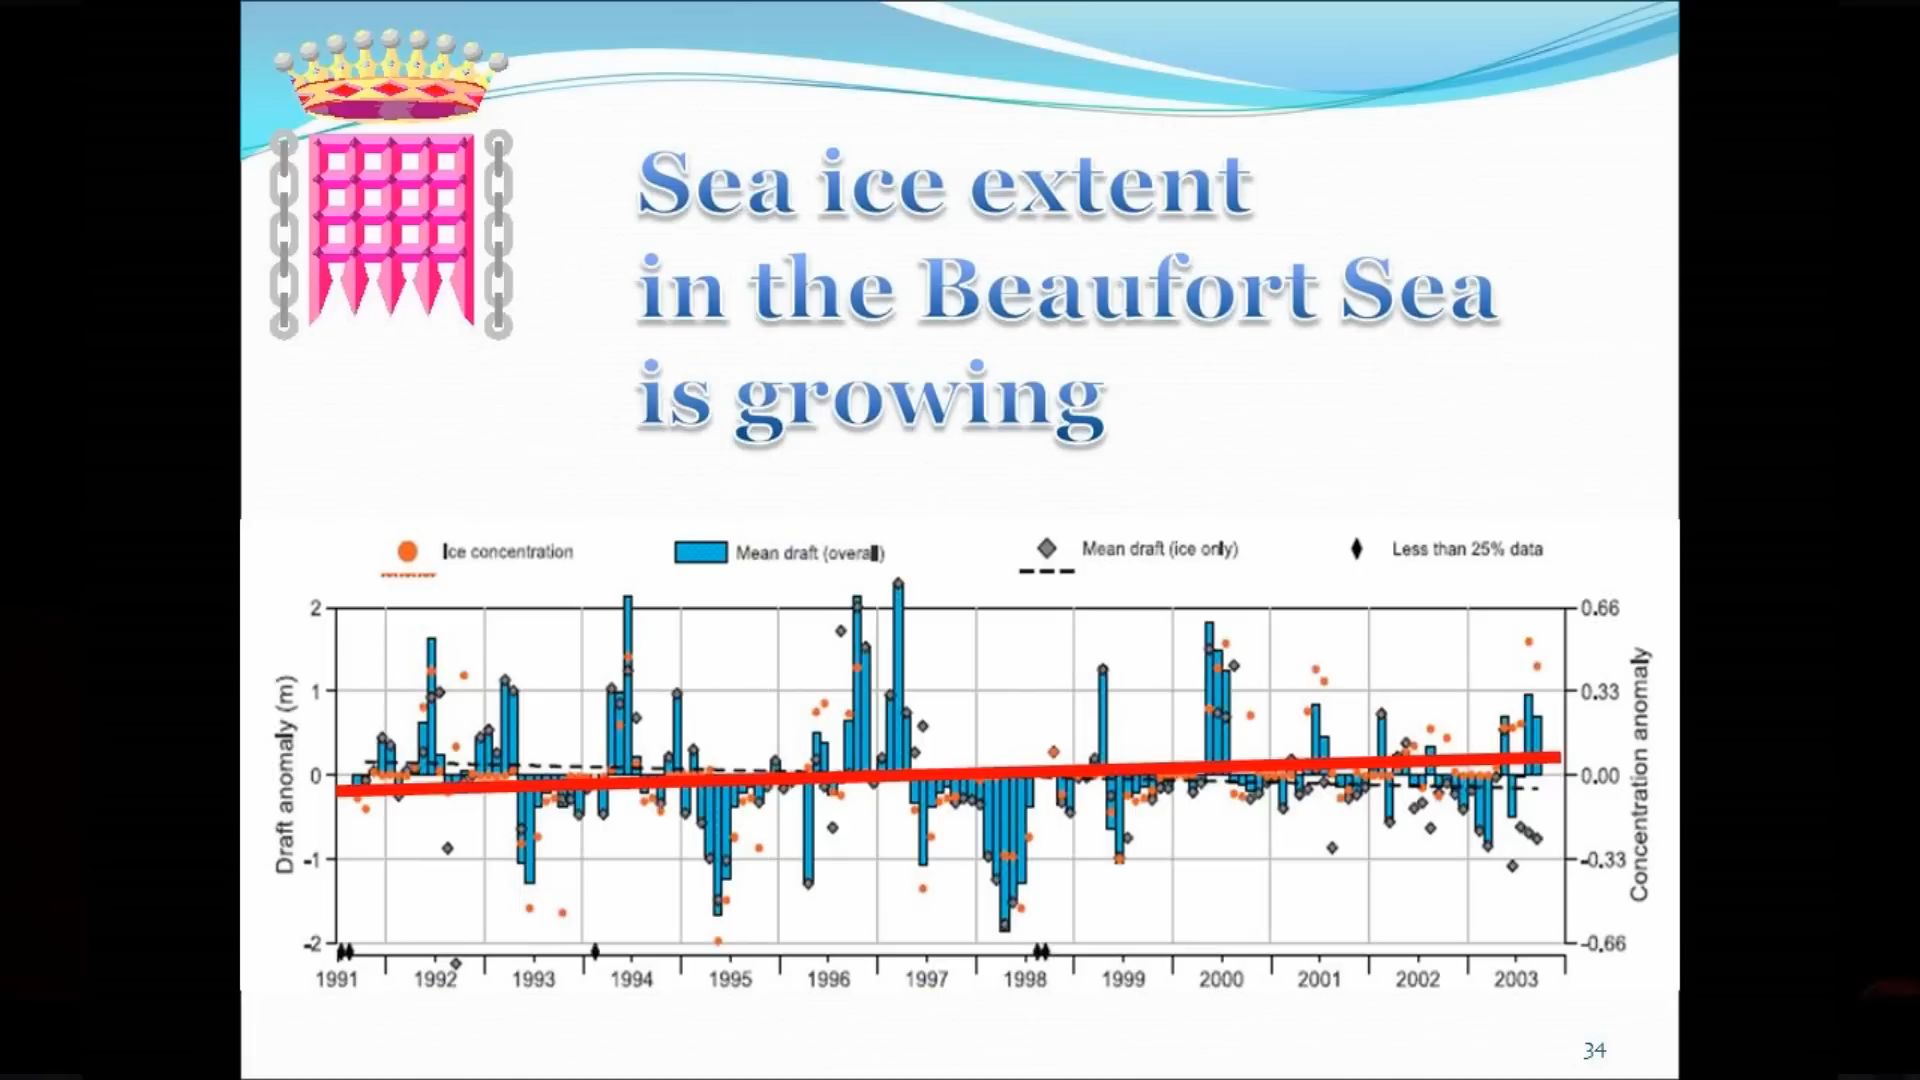 Sea ice extent
in the Beaufort Sea
is growing
Ice concentration Mean draft (overall) Mean draft (ice only) Less than 25% data
Draft anomaly (m)
2
1
0
-1
-2
0.66
0.33
0.00
-0.33
-0.66
Concentration anomaly
1991 1992 1993 1994 1995 1996 1997 1998 1999 2000 2001 2002 2003
34